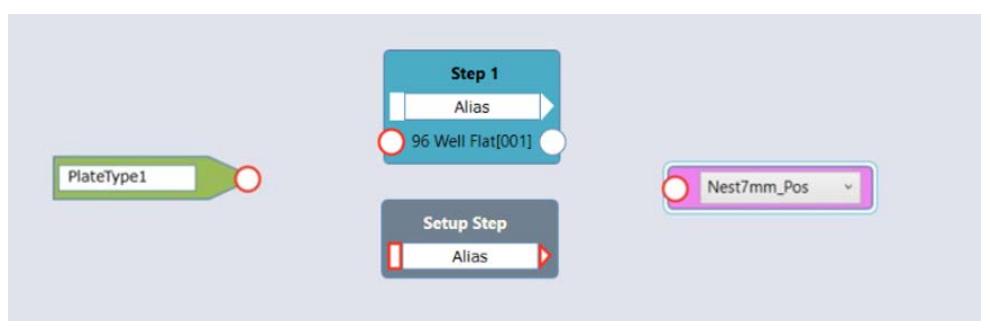 Step 1
Alias
96 Well Flat[001]
PlateType1
Nest7mm_Pos
Setup Step
Alias